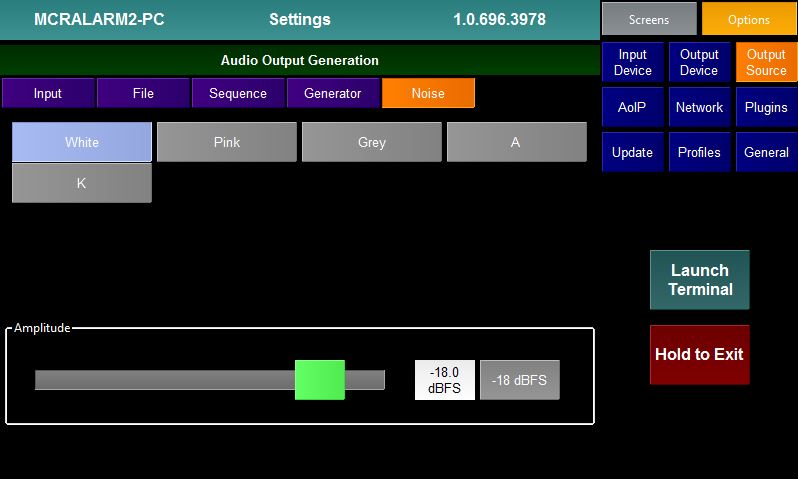 MCRALARM2-PC Settings 1.0.696.3978
Screens Options
Audio Output Generation
Input Device
Output Device
Output Source
Input File Sequence Generator Noise
AoIP Network Plugins
White Pink Grey A
Update Profiles General
K
Launch
Terminal
Hold to Exit
Amplitude
-18.0
dBFS
-18 dBFS